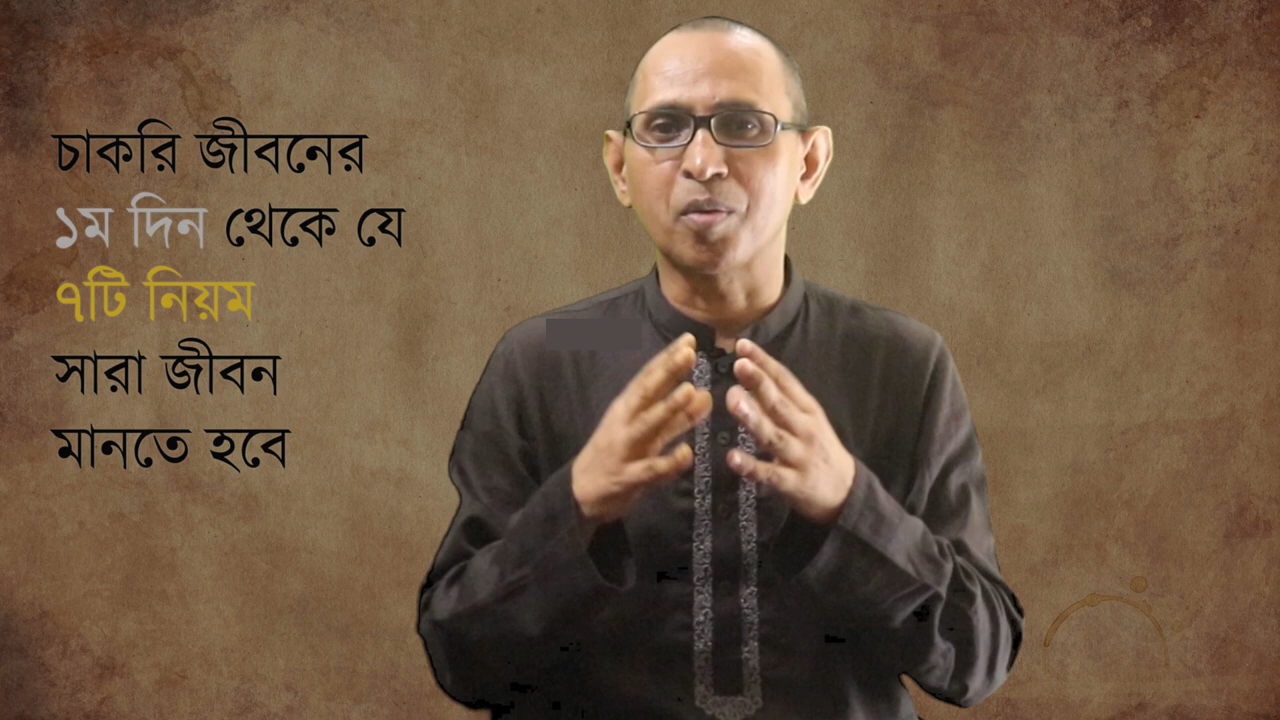 চাকরি জীবনের
১ম দিন থেকে যে
৭টি নিয়ম
সারা জীবন
মানতে হবে